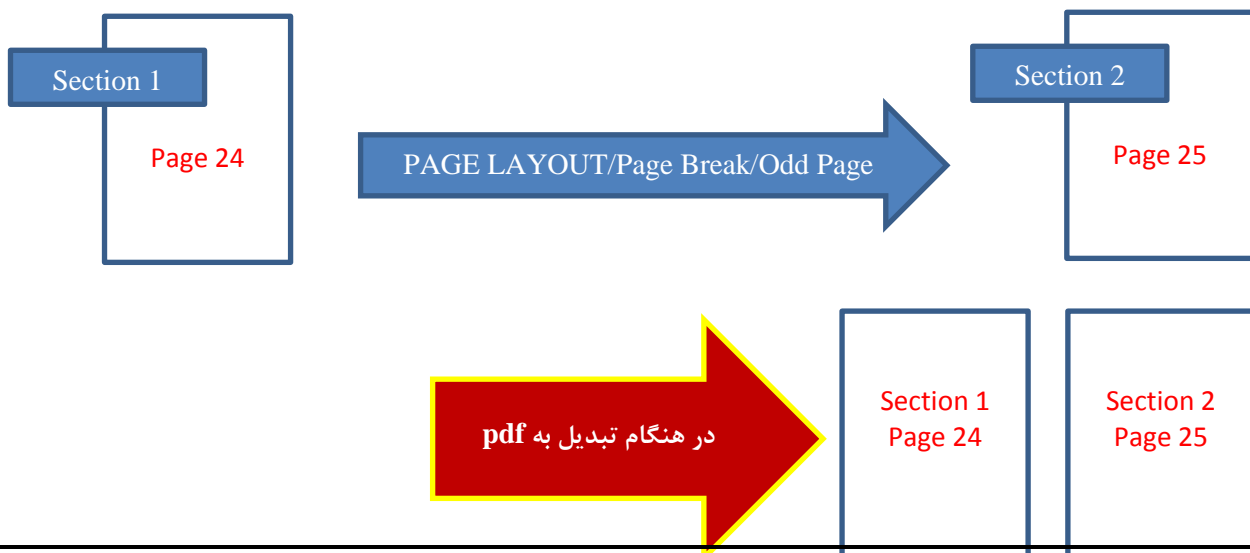 Section 1
Page 24
PAGE LAYOUT/Page Break/Odd Page
Section 2
Page 25
در هنگام تبدیل به pdf
Section 1
Page 24
Section 2
Page 25